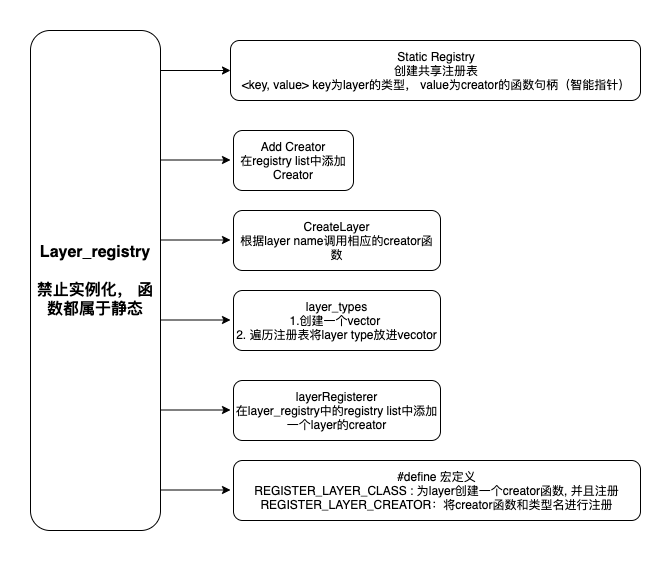 Layer_registry
禁止实例化， 函
数都属于静态
Static Registry
创建共享注册表
<key, value> key为layer的类型， value为creator的函数句柄（智能指针）
Add Creator
在registry list中添加
Creator
CreateLayer
根据layer name调用相应的creator函
数
layer_types
1.创建一个vector
2. 遍历注册表将layer type放进vecotor
layerRegisterer
在layer_registry中的registry list中添加
一个layer的creator
#define 宏定义
REGISTER_LAYER_CLASS : 为layer创建一个creator函数, 并且注册
REGISTER_LAYER_CREATOR： 将creator函数和类型名进行注册